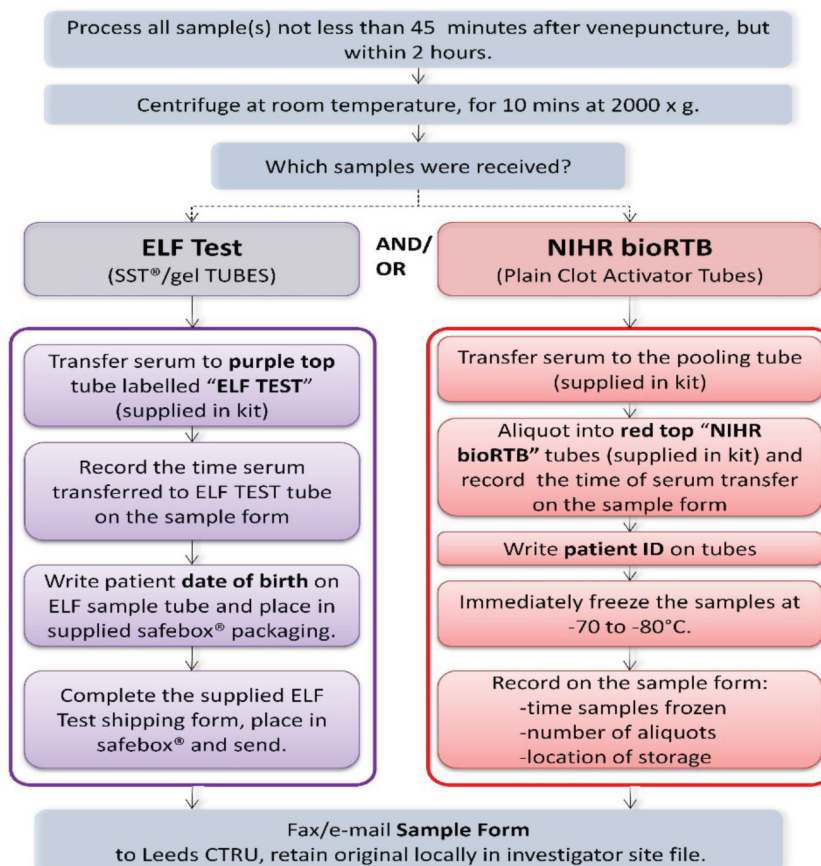 Process all sample(s) not less than 45 minutes after venepuncture, but
within 2 hours.
Centrifuge at room temperature, for 10 mins at 2000 x g.
Which samples were received?
ELF Test
(SST®/gel TUBES)
AND/
OR
NIHR bioRTB
(Plain Clot Activator Tubes)
Transfer serum to purple top
tube labelled “ELF TEST”
(supplied in kit)
Record the time serum
transferred to ELF TEST tube
on the sample form
Write patient date of birth on
ELF sample tube and place in
supplied safebox® packaging.
Complete the supplied ELF
Test shipping form, place in
safebox® and send.
Transfer serum to the pooling tube
(supplied in kit)
Aliquot into red top “NIHR
bioRTB” tubes (supplied in kit) and
record the time of serum transfer
on the sample form
Write patient ID on tubes
Immediately freeze the samples at
-70 to -80°C.
Record on the sample form:
-time samples frozen
-number of aliquots
-location of storage
Fax/e-mail Sample Form
to Leeds CTRU, retain original locally in investigator site file.